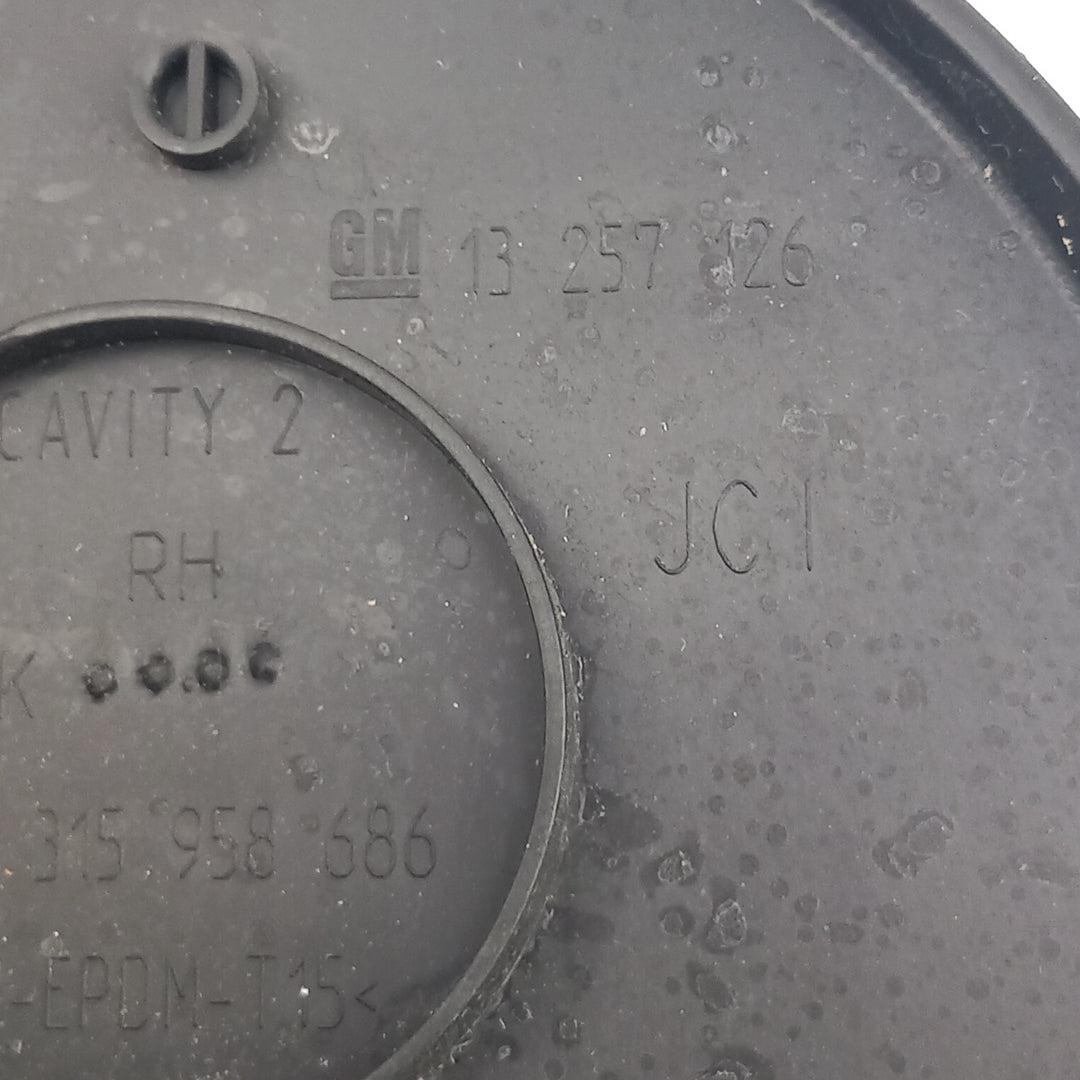 GM 13 257 126
CAVITY 2
JCI
RH
K
315 958 686
-EPDM-T15<